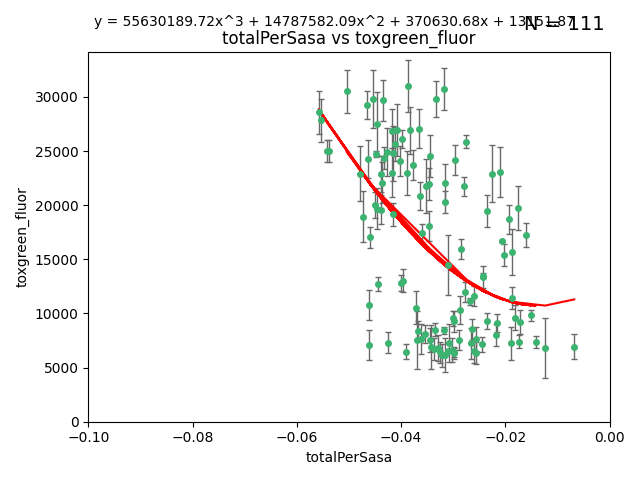 y = 55630189.72x^3 + 14787582.09x^2 + 370630.68x +
N = 111
totalPerSasa vs toxgreen_fluor
30000
25000
20000
15000
10000
5000
0
toxgreen_fluor
−0.10 −0.08 −0.06 −0.04 −0.02 0.00
totalPerSasa